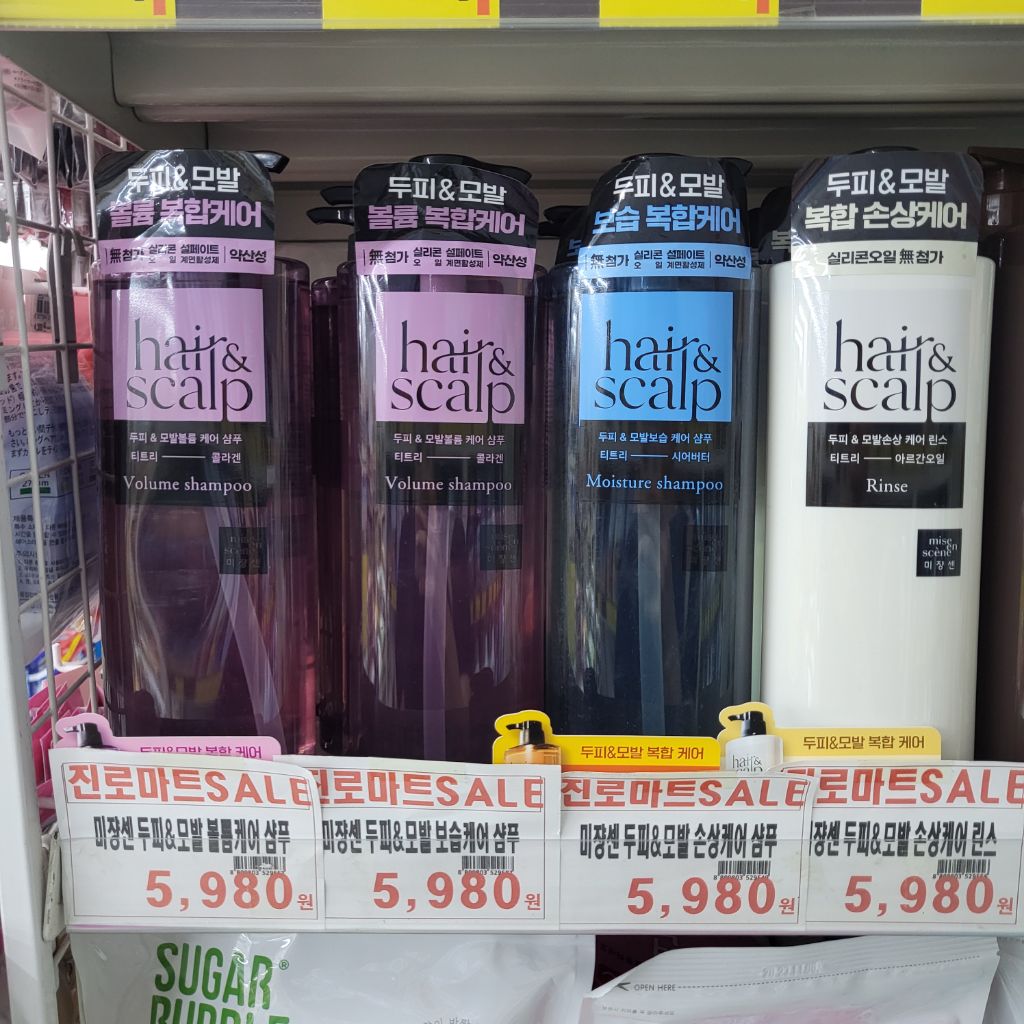 두피&모발
볼륨 복합케어
無첨가 실리콘오일 설페이트계면활성제 약산성
hair&
scalp
두피 & 모발볼륨 케어 샴푸
티트리 콜라겐
Volume shampoo
mise
en
scène
미쟝센
두피&모발
볼륨 복합케어
無첨가 실리콘오일 설페이트계면활성제 약산성
hair&
scalp
두피 & 모발볼륨 케어 샴푸
티트리 콜라겐
Volume shampoo
두피&모발
보습 복합케어
無첨가 실리콘오일 설페이트계면활성제 약산성
hair&
scalp
두피 & 모발보습 케어 샴푸
티트리 시어버터
Moisture shampoo
두피&모발
복합 손상케어
실리콘오일 無첨가
hair&
scalp
두피 & 모발손상 케어 린스
티트리 아르간오일
Rinse
mise
en
scène
미쟝센
두피&모발 복합 케어
두피&모발 복합 케어
hair&
두피&모발 복합 케어
진로마트SALE
미쟝센 두피&모발 볼륨케어 샴푸
5,980원
진로마트SALE
미쟝센 두피&모발 보습케어 샴푸
5,980원
진로마트SALE
미쟝센 두피&모발 손상케어 샴푸
5,980원
진로마트SALE
미쟝센 두피&모발 손상케어 린스
5,980원
SUGAR®
BUBBLE
OPEN HERE